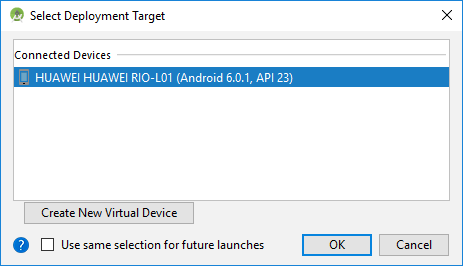 Select Deployment Target
Connected Devices
HUAWEI HUAWEI RIO-L01 (Android 6.0.1, API 23)
Create New Virtual Device
? Use same selection for future launches OK Cancel